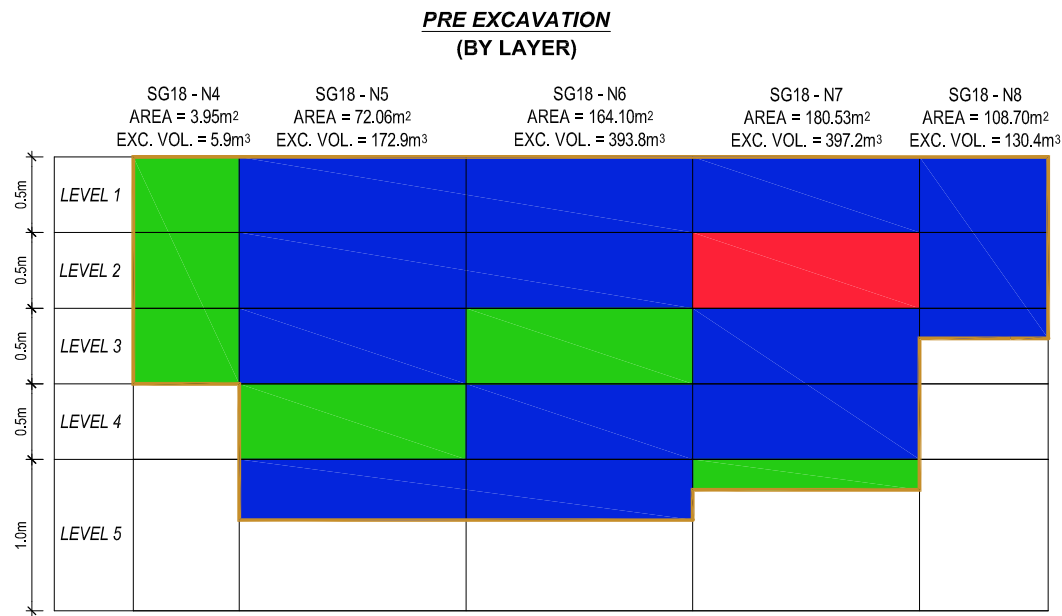 PRE EXCAVATION
(BY LAYER)
SG18 - N4
AREA = 3.95m²
EXC. VOL. = 5.9m³
SG18 - N5
AREA = 72.06m²
EXC. VOL. = 172.9m³
SG18 - N6
AREA = 164.10m²
EXC. VOL. = 393.8m³
SG18 - N7
AREA = 180.53m²
EXC. VOL. = 397.2m³
SG18 - N8
AREA = 108.70m²
EXC. VOL. = 130.4m³
0.5m
LEVEL 1
0.5m
LEVEL 2
0.5m
LEVEL 3
0.5m
LEVEL 4
1.0m
LEVEL 5